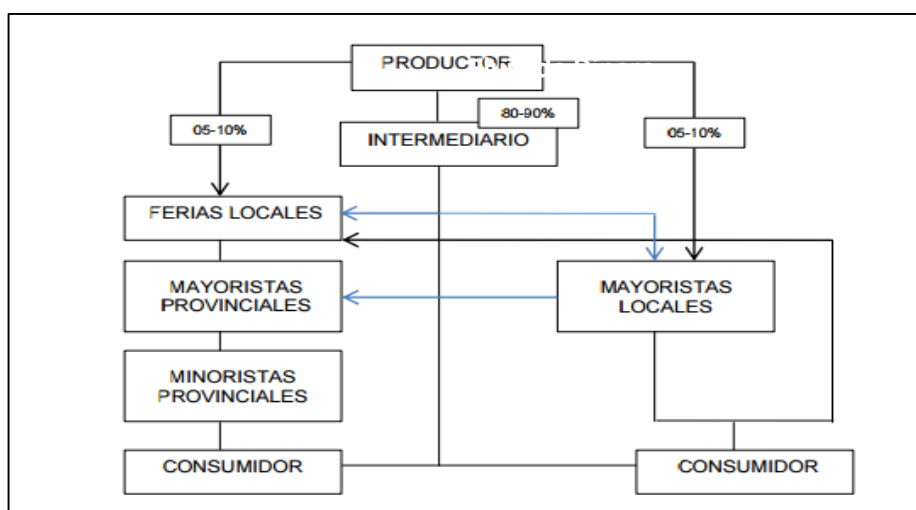 PRODUCTOR
80-90%
05-10%
05-10%
INTERMEDIARIO
FERIAS LOCALES
MAYORISTAS
PROVINCIALES
MAYORISTAS
LOCALES
MINORISTAS
PROVINCIALES
CONSUMIDOR
CONSUMIDOR